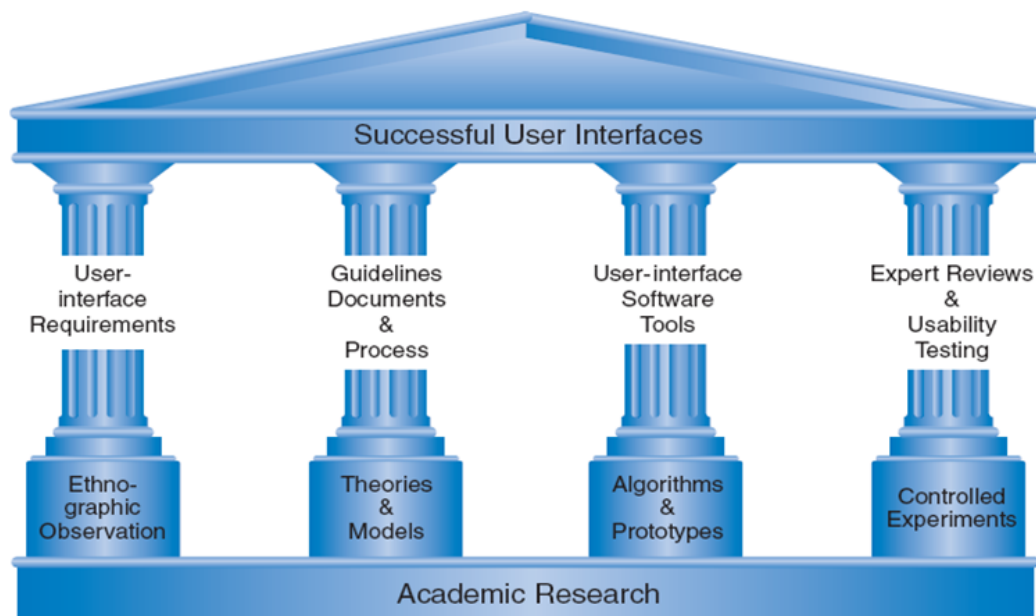 Successful User Interfaces
User-
interface
Requirements
Guidelines
Documents
&
Process
User-interface
Software
Tools
Expert Reviews
&
Usability
Testing
Ethno-
graphic
Observation
Theories
&
Models
Algorithms
&
Prototypes
Controlled
Experiments
Academic Research